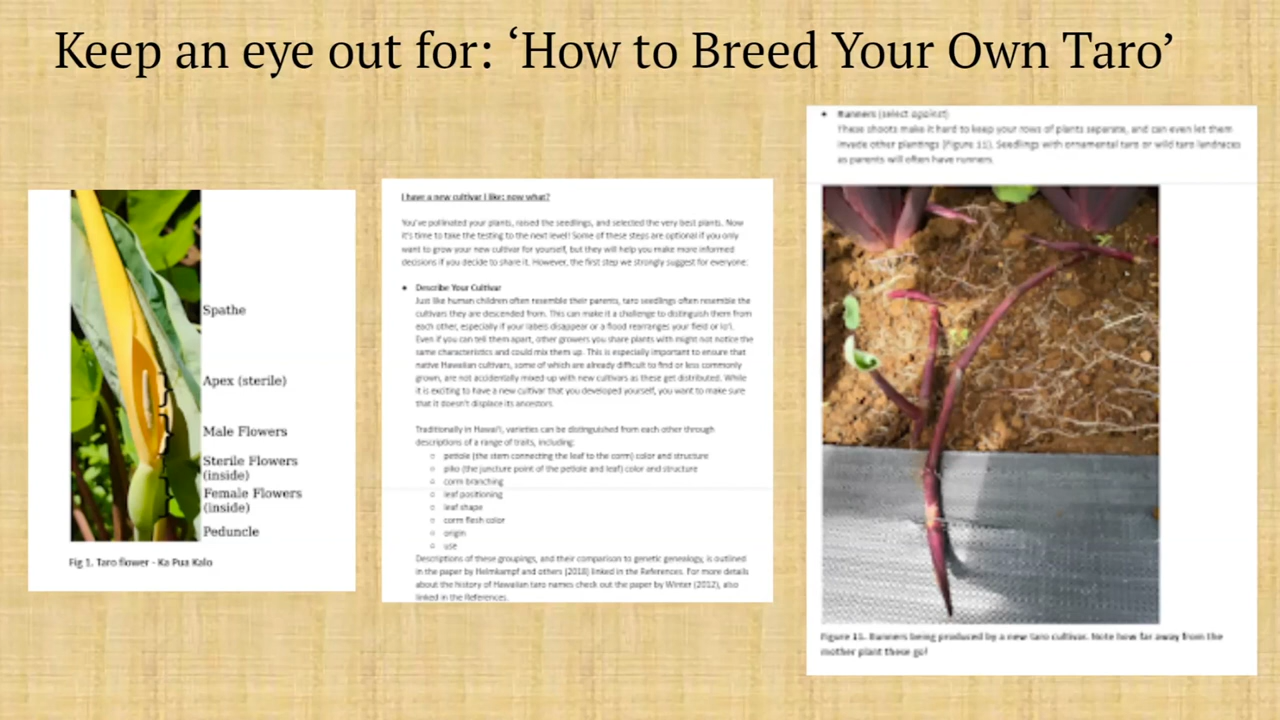 Keep an eye out for: ‘How to Breed Your Own Taro’
Spathe
Apex (sterile)
Male Flowers
Sterile Flowers
(inside)
Female Flowers
(inside)
Peduncle
Fig 1. Taro flower - Ka Pua Kalo
I have a new cultivar I like: now what?
You've pollinated your plants, raised the seedlings, and selected the very best plants. Now
it's time to take the testing to the next level! Some of these steps are optional if you only
want to grow your new cultivar for yourself, but they will help you make more informed
decisions if you decide to share it. However, the first step we strongly suggest for everyone:
• Describe Your Cultivar
Just like human children often resemble their parents, taro seedlings often resemble the
cultivars they are descended from. This can make it a challenge to distinguish them from
each other, especially if your labels disappear or a flood rearranges your field or lo'i.
Even if you can tell them apart, other growers you share plants with might not notice the
same characteristics and could mix them up. This is especially important to ensure that
native Hawaiian cultivars, some of which are already difficult to find or less commonly
grown, are not accidentally mixed-up with new cultivars as these get distributed. While
it is exciting to have a new cultivar that you developed yourself, you want to make sure
that it doesn't displace its ancestors.
Traditionally in Hawai'i, varieties can be distinguished from each other through
descriptions of a range of traits, including:
○ petiole (the stem connecting the leaf to the corm) color and structure
○ piko (the juncture point of the petiole and leaf) color and structure
○ corm branching
○ leaf positioning
○ leaf shape
○ corm flesh color
○ origin
○ use
Descriptions of these groupings, and their comparison to genetic genealogy, is outlined
in the paper by Helmkampf and others (2018) linked in the References. For more details
about the history of Hawaiian taro names check out the paper by Winter (2012), also
linked in the References.
• Runners (select against)
These shoots make it hard to keep your rows of plants separate, and can even let them
invade other plantings (Figure 11). Seedlings with ornamental taro or wild taro landraces
as parents will often have runners.
Figure 11. Runners being produced by a new taro cultivar. Note how far away from the
mother plant these go!